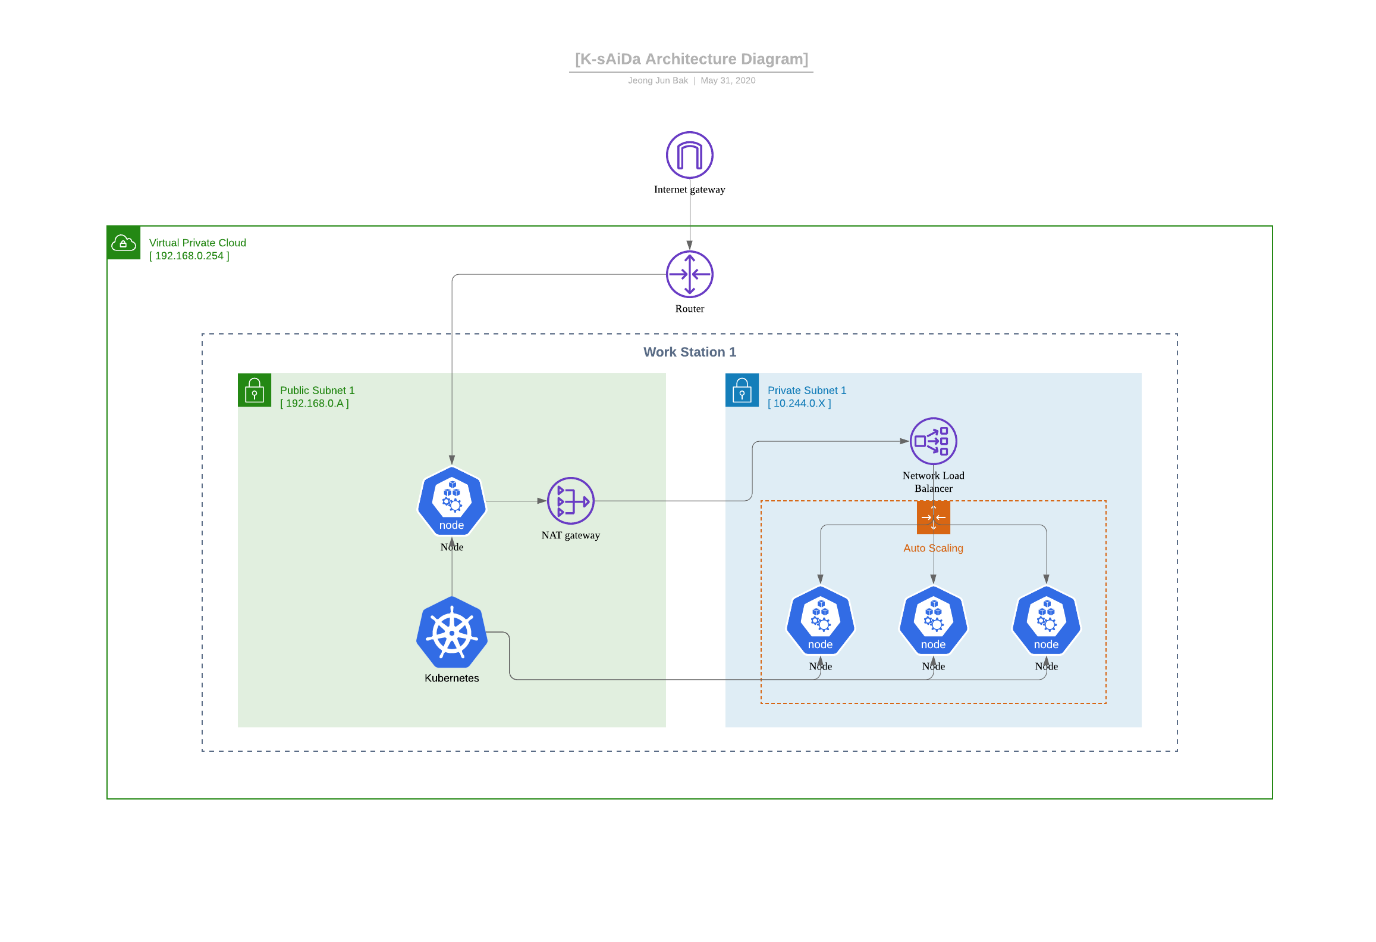 [K-sAiDa Architecture Diagram]
Jeong Jun Bak | May 31, 2020
Internet gateway
Virtual Private Cloud
[ 192.168.0.254 ]
Router
Work Station 1
Public Subnet 1
[ 192.168.0.A ]
Private Subnet 1
[ 10.244.0.X ]
Network Load
Balancer
node
Node
NAT gateway
Auto Scaling
Kubernetes
node
Node
node
Node
node
Node